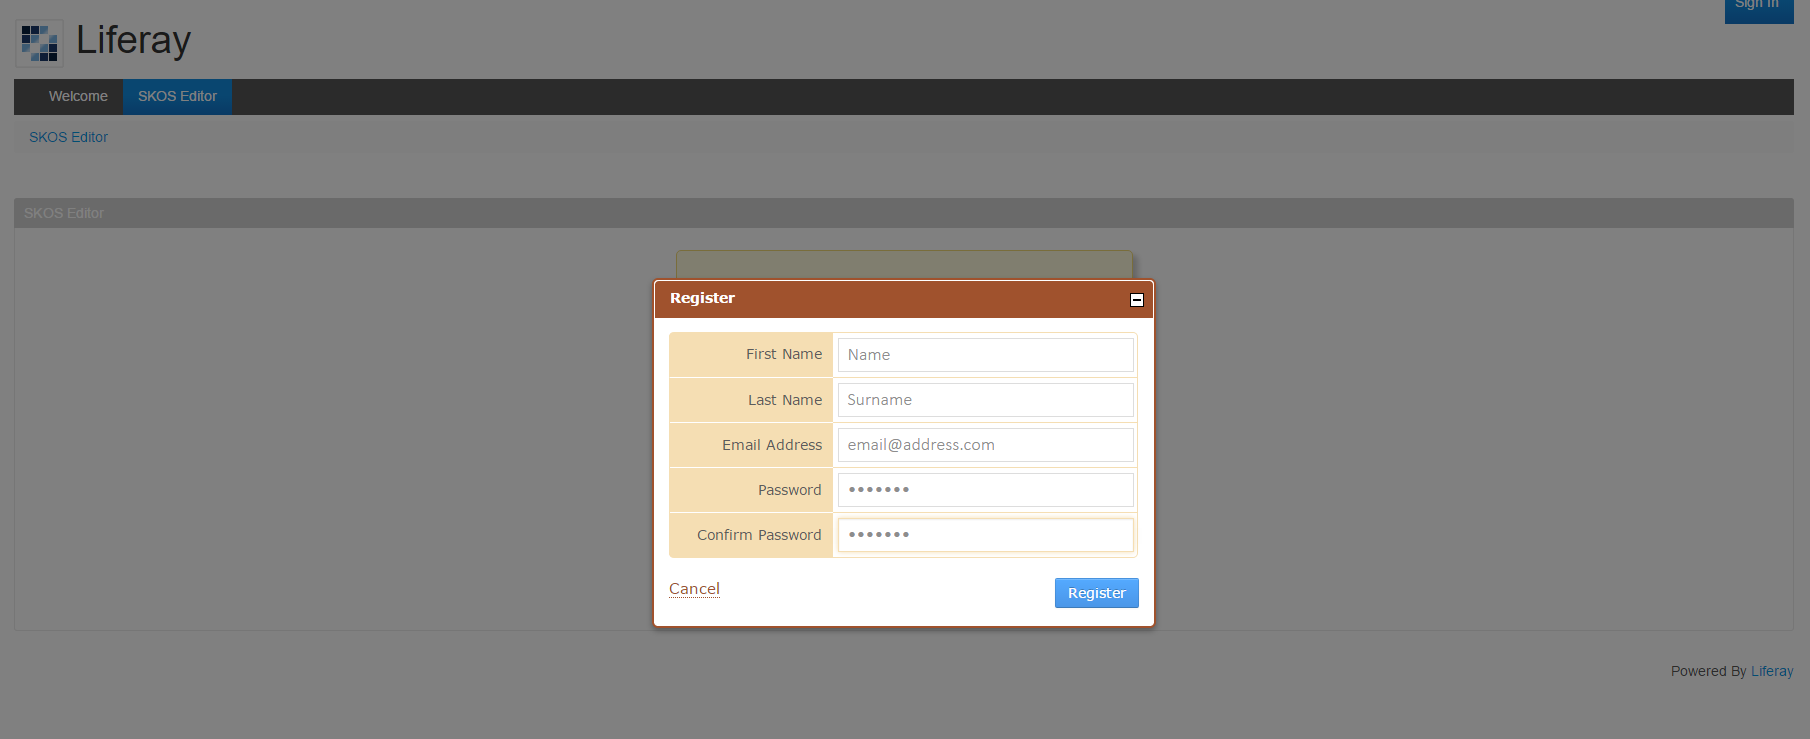 Sign In
Liferay
Welcome
SKOS Editor
SKOS Editor
SKOS Editor
Register
First Name
Name
Last Name
Surname
Email Address
email@address.com
Password
•••••••
Confirm Password
•••••••
Cancel
Register
Powered By Liferay